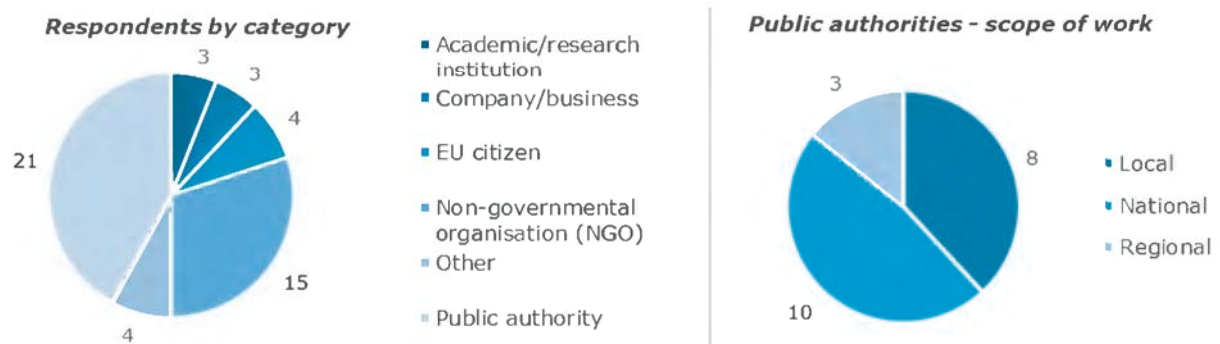 Respondents by category
3
3
4
15
4
21
Academic/research
institution
Company/business
EU citizen
Non-governmental
organisation (NGO)
Other
Public authority
Public authorities - scope of work
3
8
10
Local
National
Regional